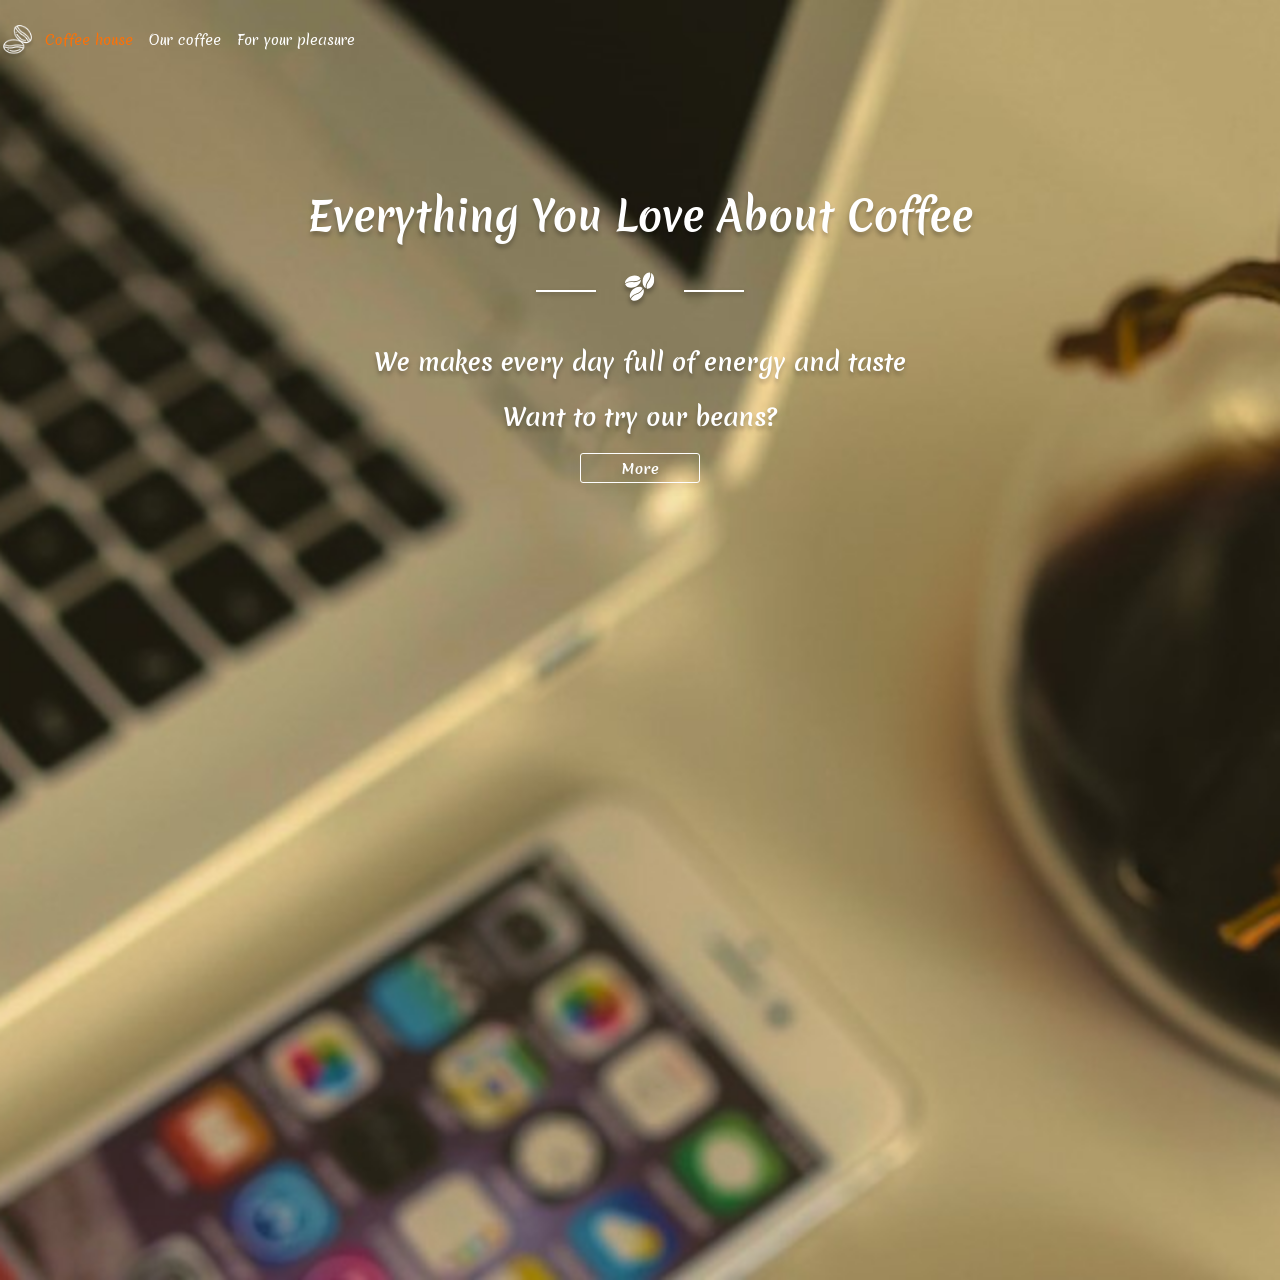 Coffee house Our coffee For your pleasure
Everything You Love About Coffee
We makes every day full of energy and taste
Want to try our beans?
More